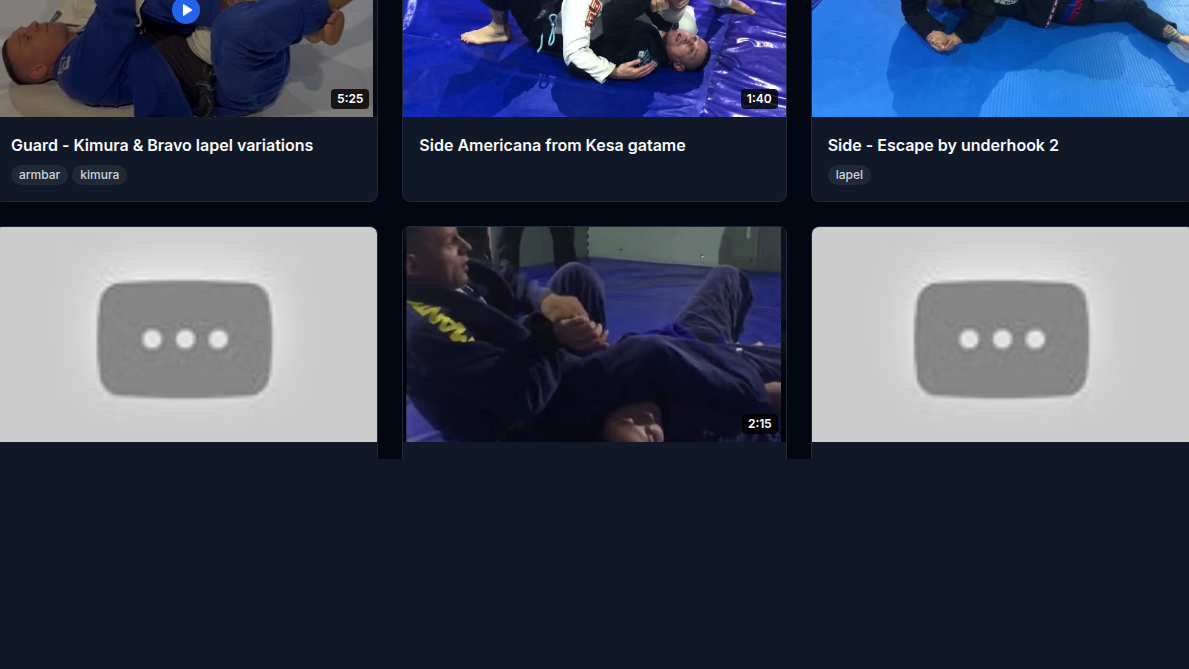 5:25
1:40
Guard - Kimura & Bravo lapel variations
armbar kimura
Side Americana from Kesa gatame
Side - Escape by underhook 2
lapel
2:15